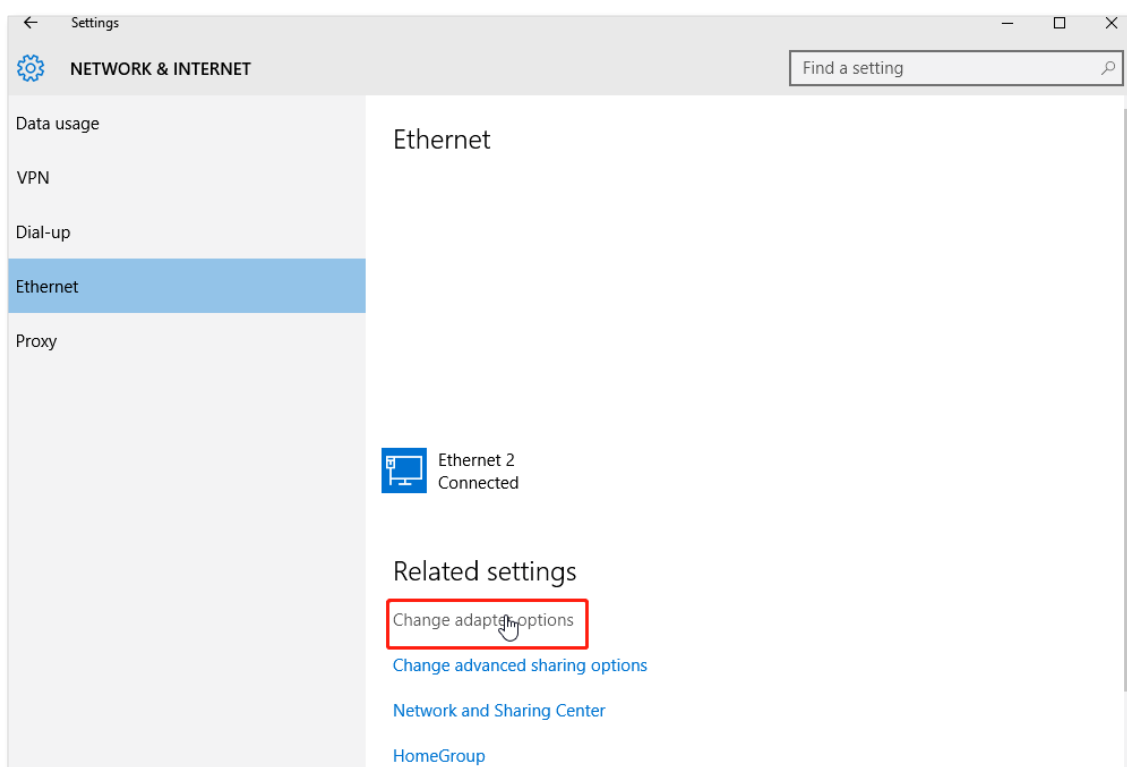 Settings
NETWORK & INTERNET
Find a setting
Data usage
VPN
Dial-up
Ethernet
Proxy
Ethernet
Ethernet 2
Connected
Related settings
Change adapter options
Change advanced sharing options
Network and Sharing Center
HomeGroup